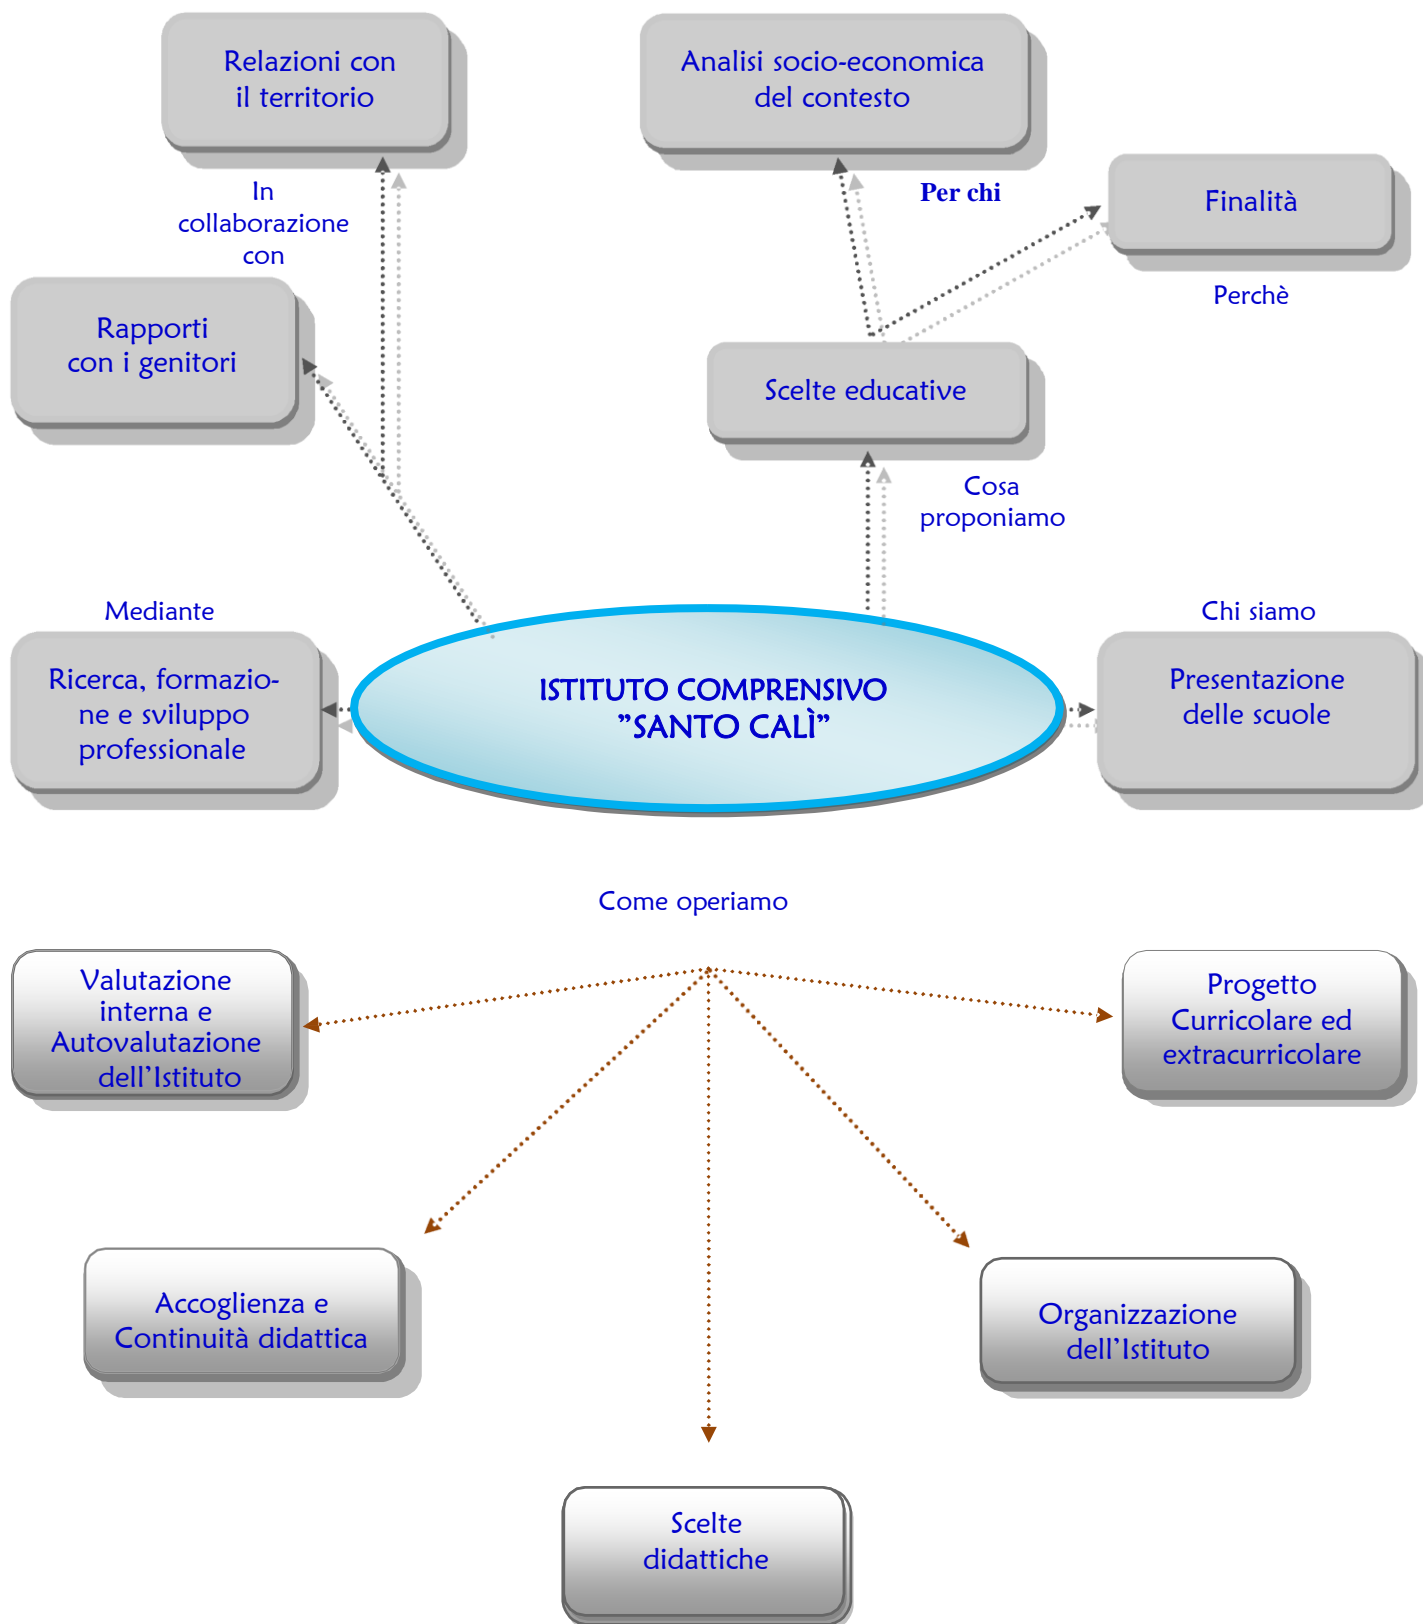 Relazioni con
il territorio
Analisi socio-economica
del contesto
In
collaborazione
con
Per chi
Finalità
Perchè
Rapporti
con i genitori
Scelte educative
Cosa
proponiamo
Mediante
Ricerca, formazio-
ne e sviluppo
professionale
ISTITUTO COMPRENSIVO
”SANTO CALÌ”
Chi siamo
Presentazione
delle scuole
Come operiamo
Valutazione
interna e
Autovalutazione
dell’Istituto
Progetto
Curricolare ed
extracurricolare
Accoglienza e
Continuità didattica
Organizzazione
dell’Istituto
Scelte
didattiche